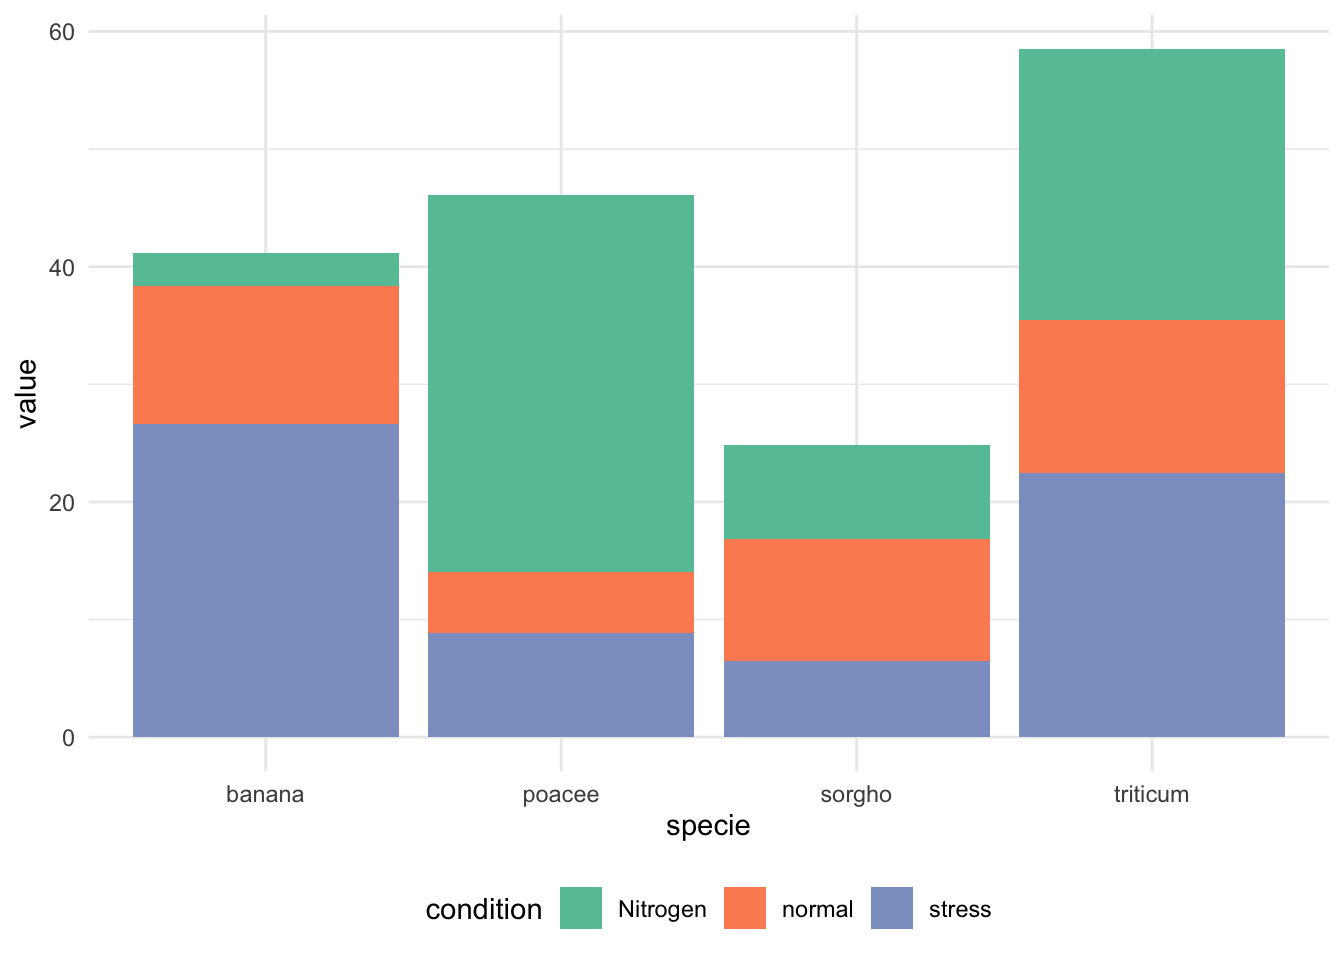 60
40
20
0
value
banana poacee sorgho triticum
specie
condition Nitrogen normal stress